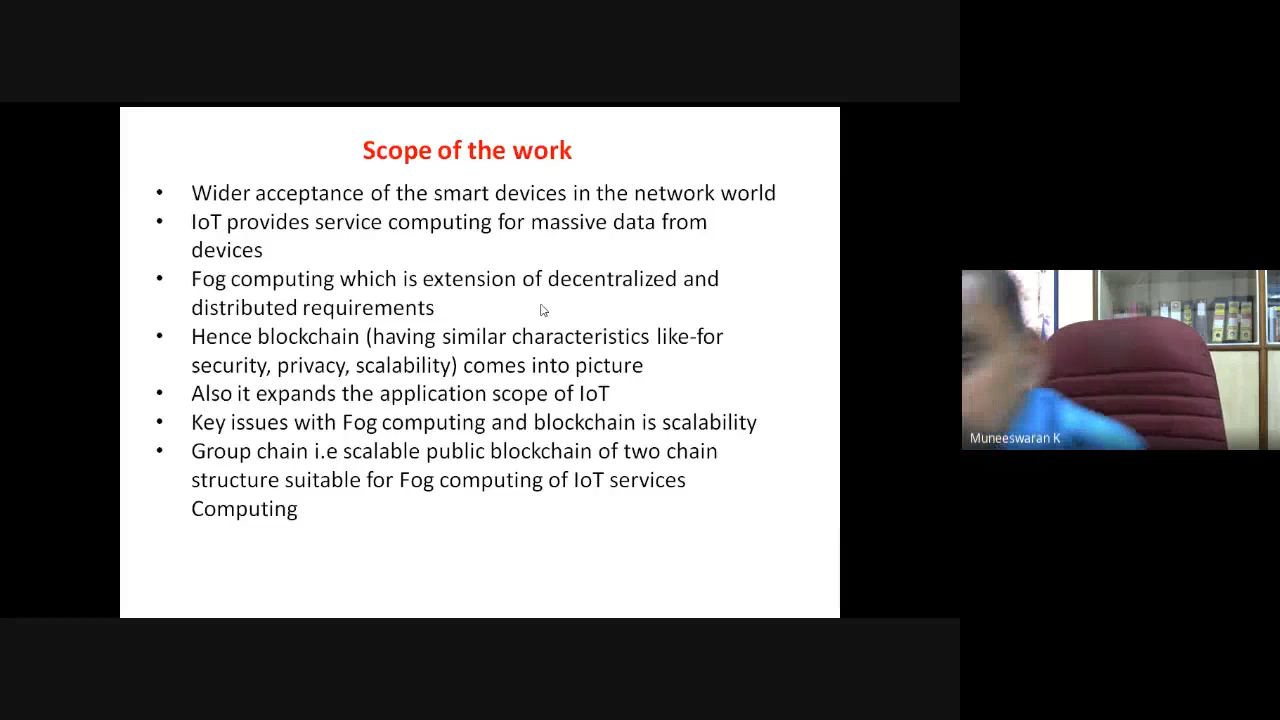 Scope of the work
• Wider acceptance of the smart devices in the network world
• IoT provides service computing for massive data from
devices
• Fog computing which is extension of decentralized and
distributed requirements
• Hence blockchain (having similar characteristics like-for
security, privacy, scalability) comes into picture
• Also it expands the application scope of IoT
• Key issues with Fog computing and blockchain is scalability
• Group chain i.e scalable public blockchain of two chain
structure suitable for Fog computing of IoT services
Computing
Muneeswaran K